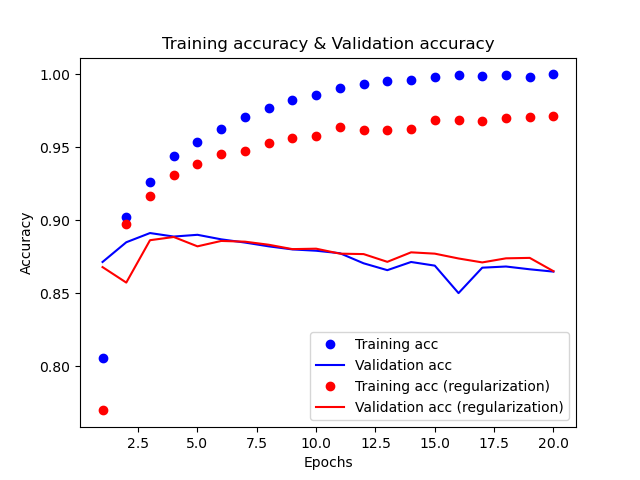 Training accuracy & Validation accuracy
1.00
0.95
0.90
0.85
0.80
Accuracy
Training acc
Validation acc
Training acc (regularization)
Validation acc (regularization)
2.5 5.0 7.5 10.0 12.5 15.0 17.5 20.0
Epochs